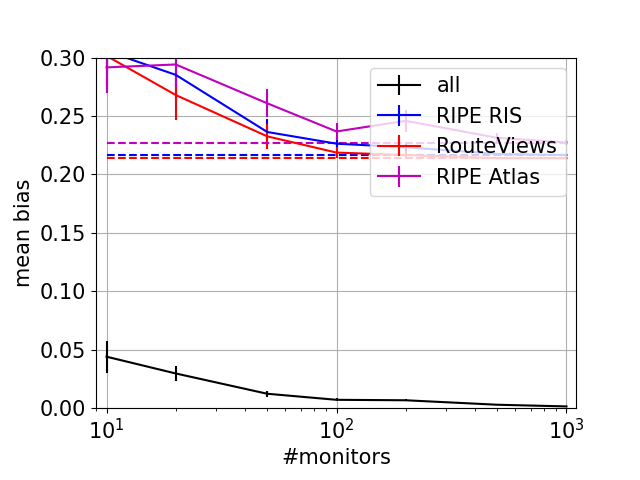 0.30
0.25
0.20
0.15
0.10
0.05
0.00
mean bias
all
RIPE RIS
RouteViews
RIPE Atlas
10¹ 10² 10³
#monitors